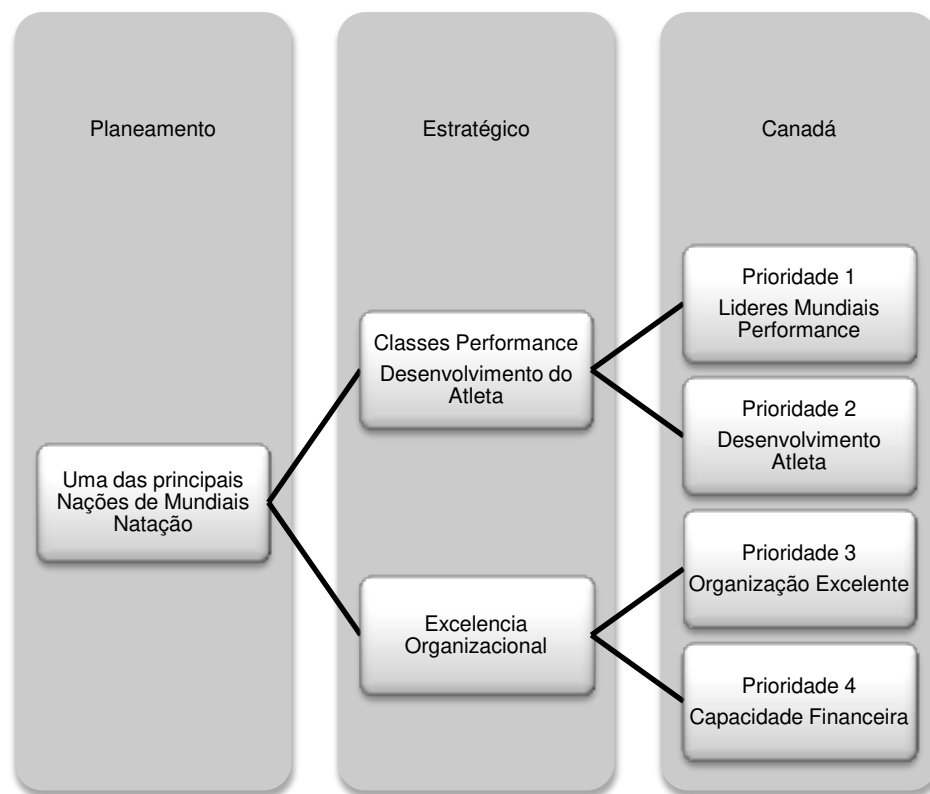 Planeamento
Estratégico
Canadá
Uma das principais
Nações de Mundiais
Natação
Classes Performance
Desenvolvimento do
Atleta
Excelencia
Organizacional
Prioridade 1
Lideres Mundiais
Performance
Prioridade 2
Desenvolvimento
Atleta
Prioridade 3
Organização Excelente
Prioridade 4
Capacidade Financeira